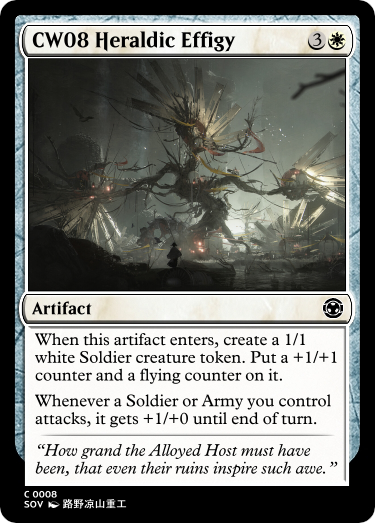 CW08 Heraldic Effigy 3
Artifact
When this artifact enters, create a 1/1
white Soldier creature token. Put a +1/+1
counter and a flying counter on it.
Whenever a Soldier or Army you control
attacks, it gets +1/+0 until end of turn.
“How grand the Alloyed Host must have
been, that even their ruins inspire such awe.”
C 0008
SOV 路野凉山重工